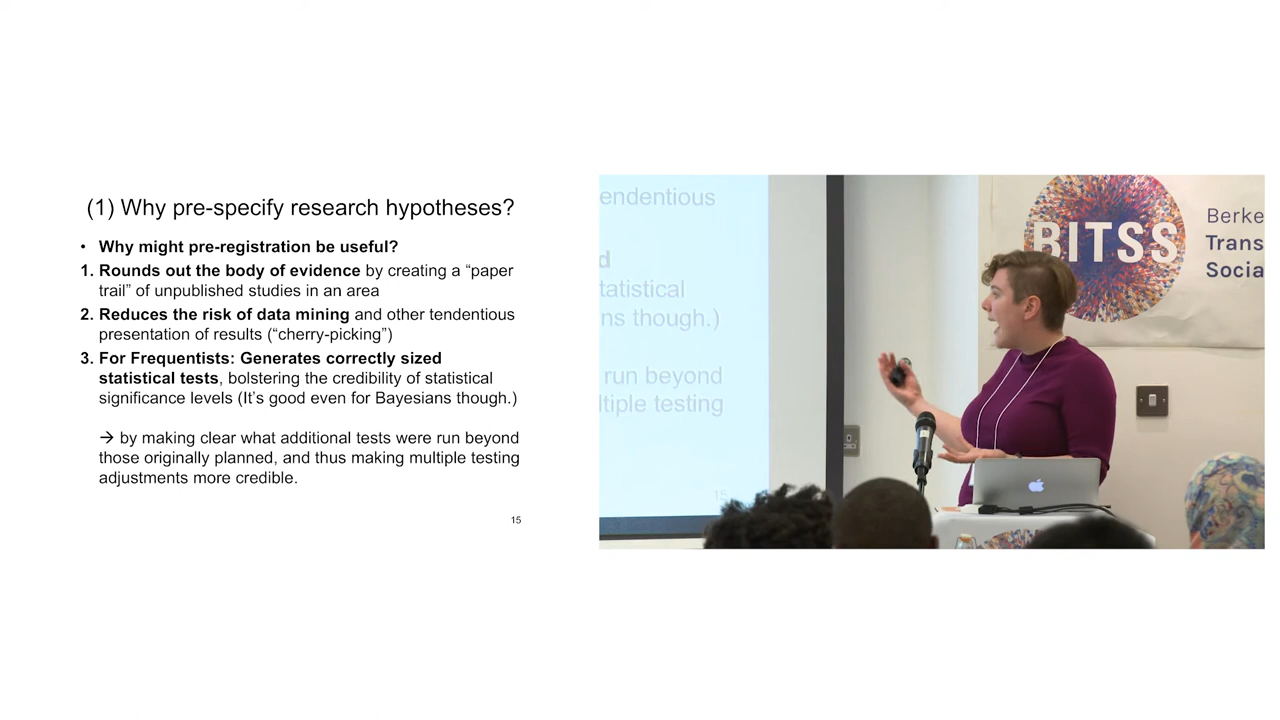 (1) Why pre-specify research hypotheses?
• Why might pre-registration be useful?
1. Rounds out the body of evidence by creating a “paper
trail” of unpublished studies in an area
2. Reduces the risk of data mining and other tendentious
presentation of results (“cherry-picking”)
3. For Frequentists: Generates correctly sized
statistical tests, bolstering the credibility of statistical
significance levels (It’s good even for Bayesians though.)
→ by making clear what additional tests were run beyond
those originally planned, and thus making multiple testing
adjustments more credible.
15
endentious
d
tatistical
ns though.)
run beyond
ltiple testing
15
BITSS
Berke
Trans
Socia